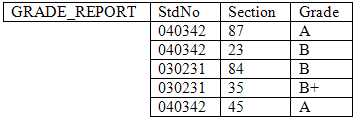 GRADE_REPORT StdNo Section Grade
040342 87 A
040342 23 B
030231 84 B
030231 35 B+
040342 45 A